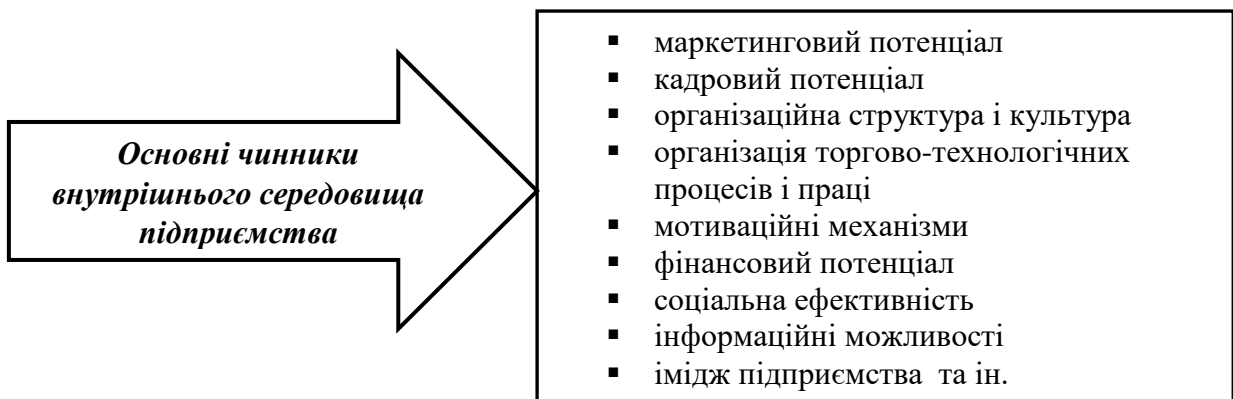 Основні чинники
внутрішнього середовища
підприємства
▪ маркетинговий потенціал
▪ кадровий потенціал
▪ організаційна структура і культура
▪ організація торгово-технологічних
процесів і праці
▪ мотиваційні механізми
▪ фінансовий потенціал
▪ соціальна ефективність
▪ інформаційні можливості
▪ імідж підприємства та ін.